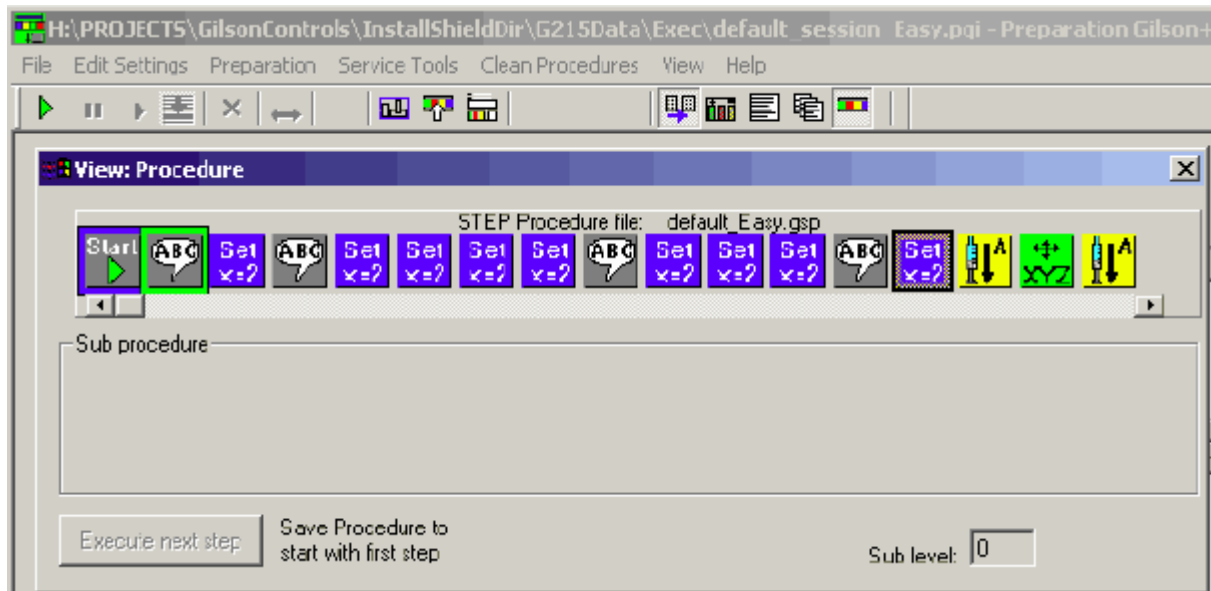 H:\PROJECTS\GilsonControls\InstallShieldDir\G215Data\Exec\default_session Easy.pqi - Preparation Gilson+
File Edit Settings Preparation Service Tools Clean Procedures View Help
View: Procedure
STEP Procedure file: default_Easy.gsp
Start ABC Set x=? ABC Set x=? Set x=? Set x=? Set x=? ABC Set x=? Set x=? Set x=? ABC Set x=? A XYZ A
Sub procedure
Execute next step
Save Procedure to
start with first step
Sub level: 0